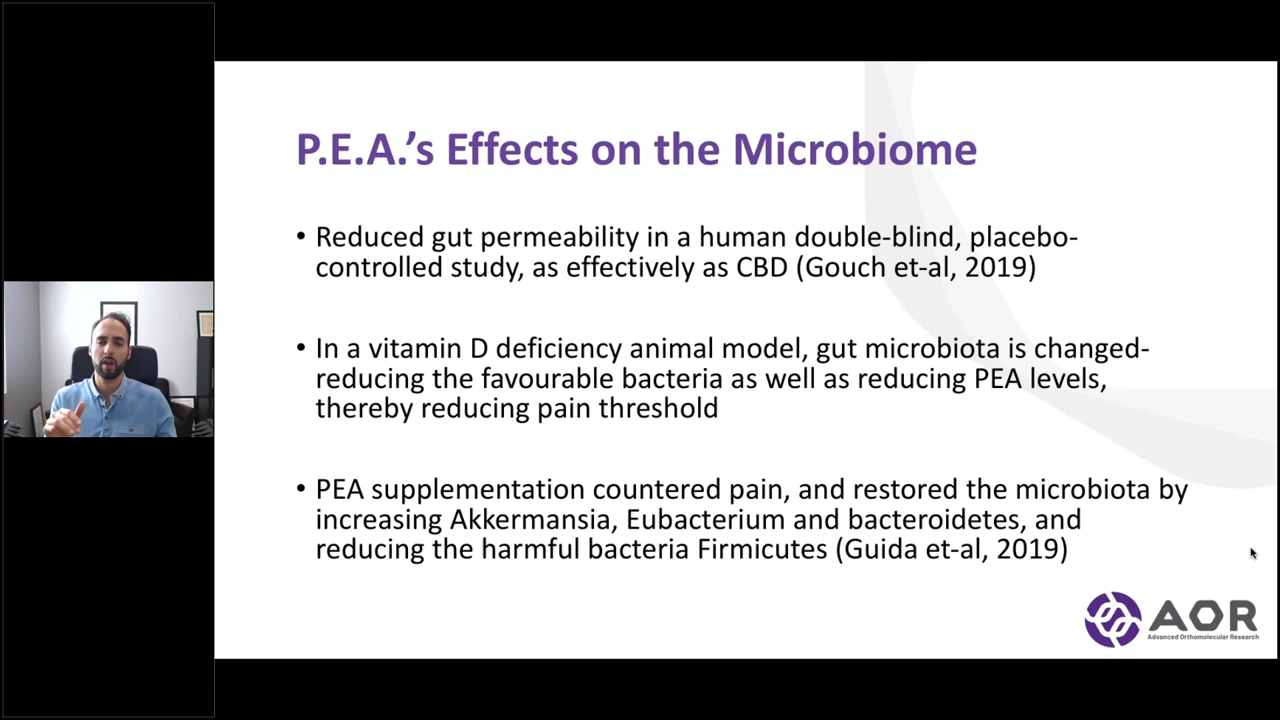 P.E.A.’s Effects on the Microbiome
• Reduced gut permeability in a human double-blind, placebo-
controlled study, as effectively as CBD (Gouch et-al, 2019)
• In a vitamin D deficiency animal model, gut microbiota is changed-
reducing the favourable bacteria as well as reducing PEA levels,
thereby reducing pain threshold
• PEA supplementation countered pain, and restored the microbiota by
increasing Akkermansia, Eubacterium and bacteroidetes, and
reducing the harmful bacteria Firmicutes (Guida et-al, 2019)
AOR
Advanced Orthomolecular Research